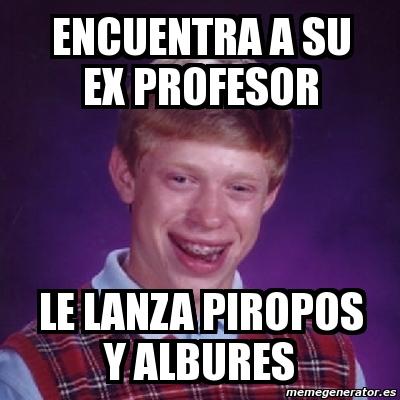 ENCUENTRA A SU
EX PROFESOR
LE LANZA PIROPOS
Y ALBURES
memegenerator.es